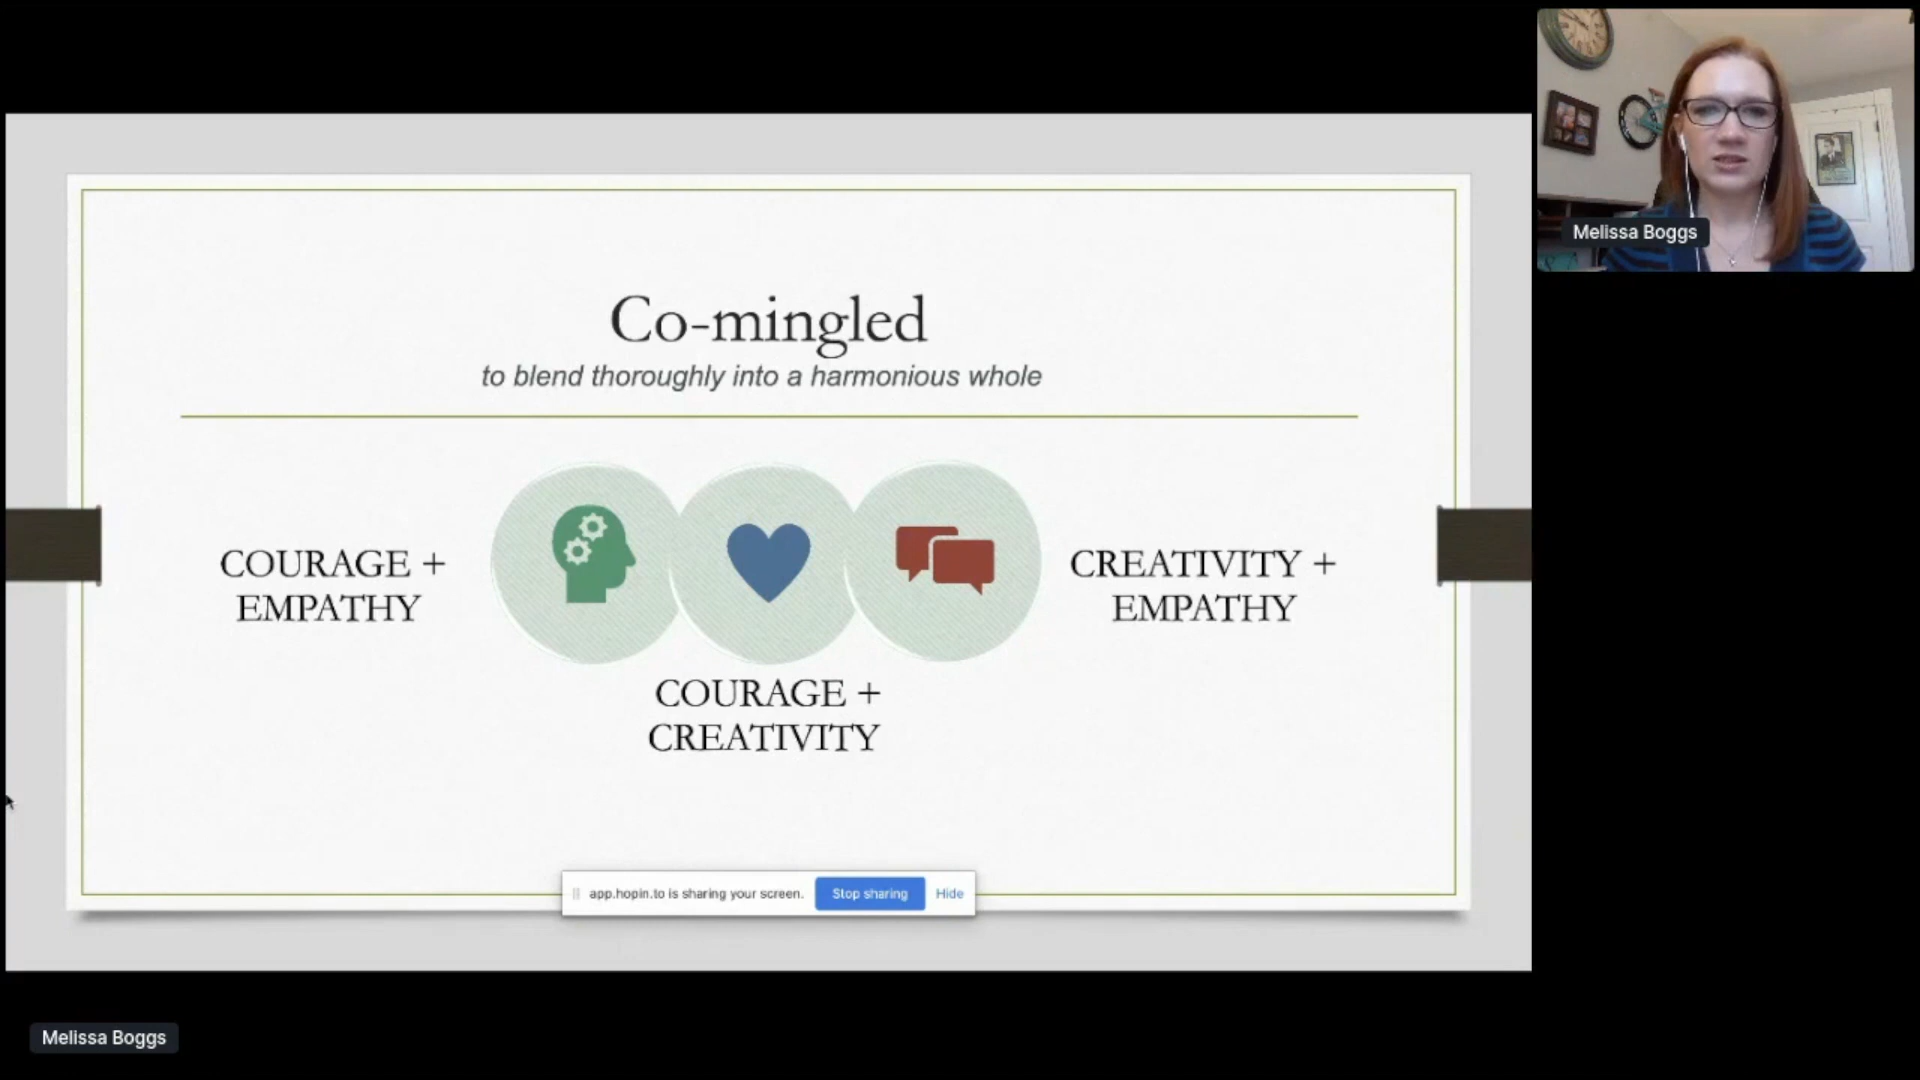 Co-mingled
to blend thoroughly into a harmonious whole
COURAGE +
EMPATHY
CREATIVITY +
EMPATHY
COURAGE +
CREATIVITY
app.hopin.to is sharing your screen. Stop sharing Hide
Melissa Boggs
Melissa Boggs